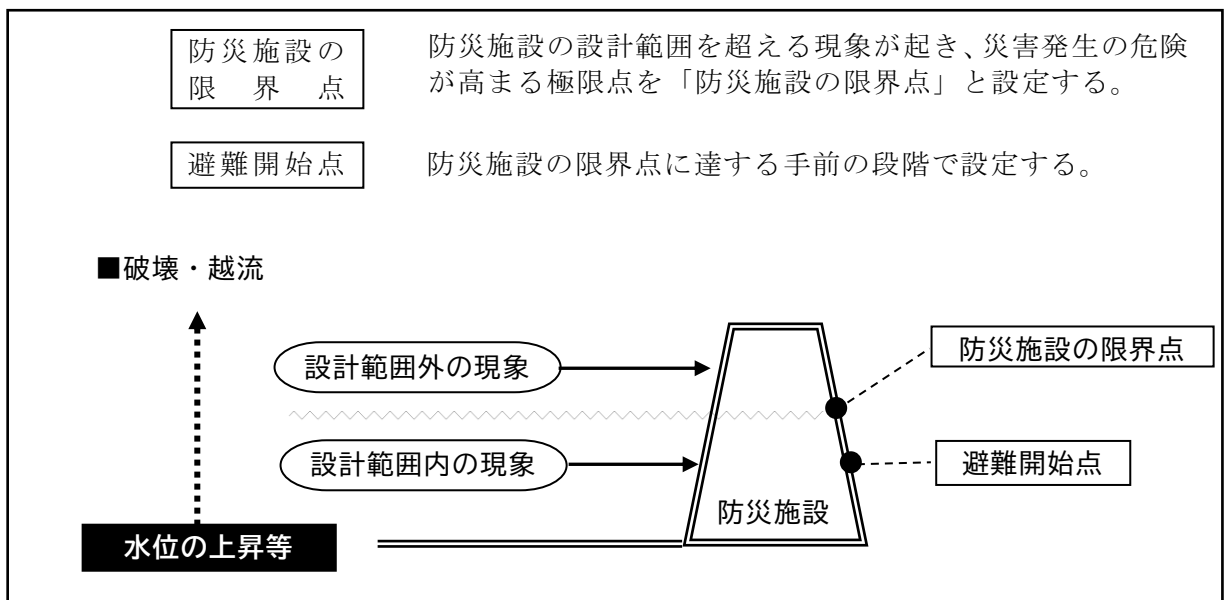 防災施設の
限界点
防災施設の設計範囲を超える現象が起き、災害発生の危険
が高まる極限点を「防災施設の限界点」と設定する。
避難開始点
防災施設の限界点に達する手前の段階で設定する。
■破壊・越流
設計範囲外の現象
防災施設の限界点
設計範囲内の現象
避難開始点
防災施設
水位の上昇等